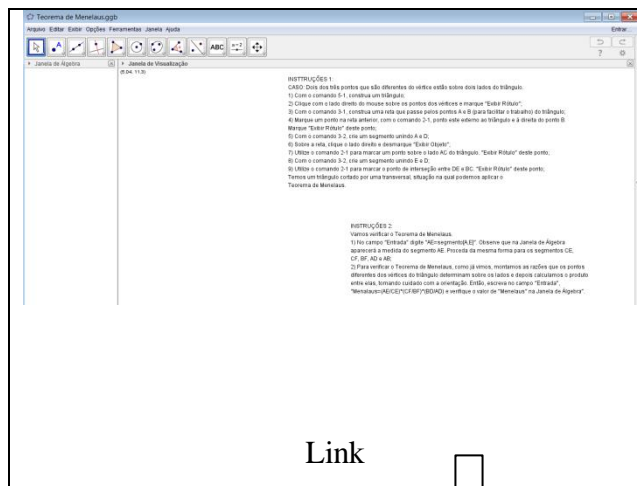 Teorema de Menelaus.ggb
Arquivo Editar Exibir Opções Ferramentas Janela Ajuda
Entrar...
ABC
a=2
Janela de Álgebra
Janela de Visualização
INSTTRUÇÕES 1:
CASO: Dois dos três pontos que são diferentes do vértice estão sobre dois lados do triângulo.
1) Com o comando 5-1, construa um triângulo;
2) Clique com o lado direito do mouse sobre os pontos dos vértices e marque "Exibir Rótulo";
3) Com o comando 3-1, construa uma reta que passe pelos pontos A e B (para facilitar o trabalho) do triângulo;
4) Marque um ponto na reta anterior, com o comando 2-1, ponto este externo ao triângulo e à direita do ponto B
Marque "Exibir Rótulo" deste ponto;
5) Com o comando 3-2, crie um segmento unindo A e D;
6) Sobre a reta, clique o lado direito e desmarque "Exibir Objeto";
7) Utilize o comando 2-1 para marcar um ponto sobre o lado AC do triângulo. "Exibir Rótulo" deste ponto;
8) Com o comando 3-2, crie um segmento unindo E e D;
9) Utilize o comando 2-1 para marcar o ponto de interseção entre DE e BC. "Exibir Rótulo" deste ponto.
Temos um triângulo cortado por uma transversal, situação na qual podemos aplicar o
Teorema de Menelaus.
INSTRUÇÕES 2:
Vamos verificar o Teorema de Menelaus.
1) No campo "Entrada" digite "AE=segmento[A,E]". Observe que na Janela de Álgebra
aparecerá a medida do segmento AE. Proceda da mesma forma para os segmentos CE,
CF, BF, AD e AB;
2) Para verificar o Teorema de Menelaus, como já vimos, montamos as razões que os pontos
diferentes dos vértices do triângulo determinam sobre os lados e depois calculamos o produto
entre elas, tomando cuidado com a orientação. Então, escreva no campo "Entrada",
"Menalaus=(AE/CE)*(CF/BF)*(BD/AD) e verifique o valor de "Menelaus" na Janela de Álgebra".
Link